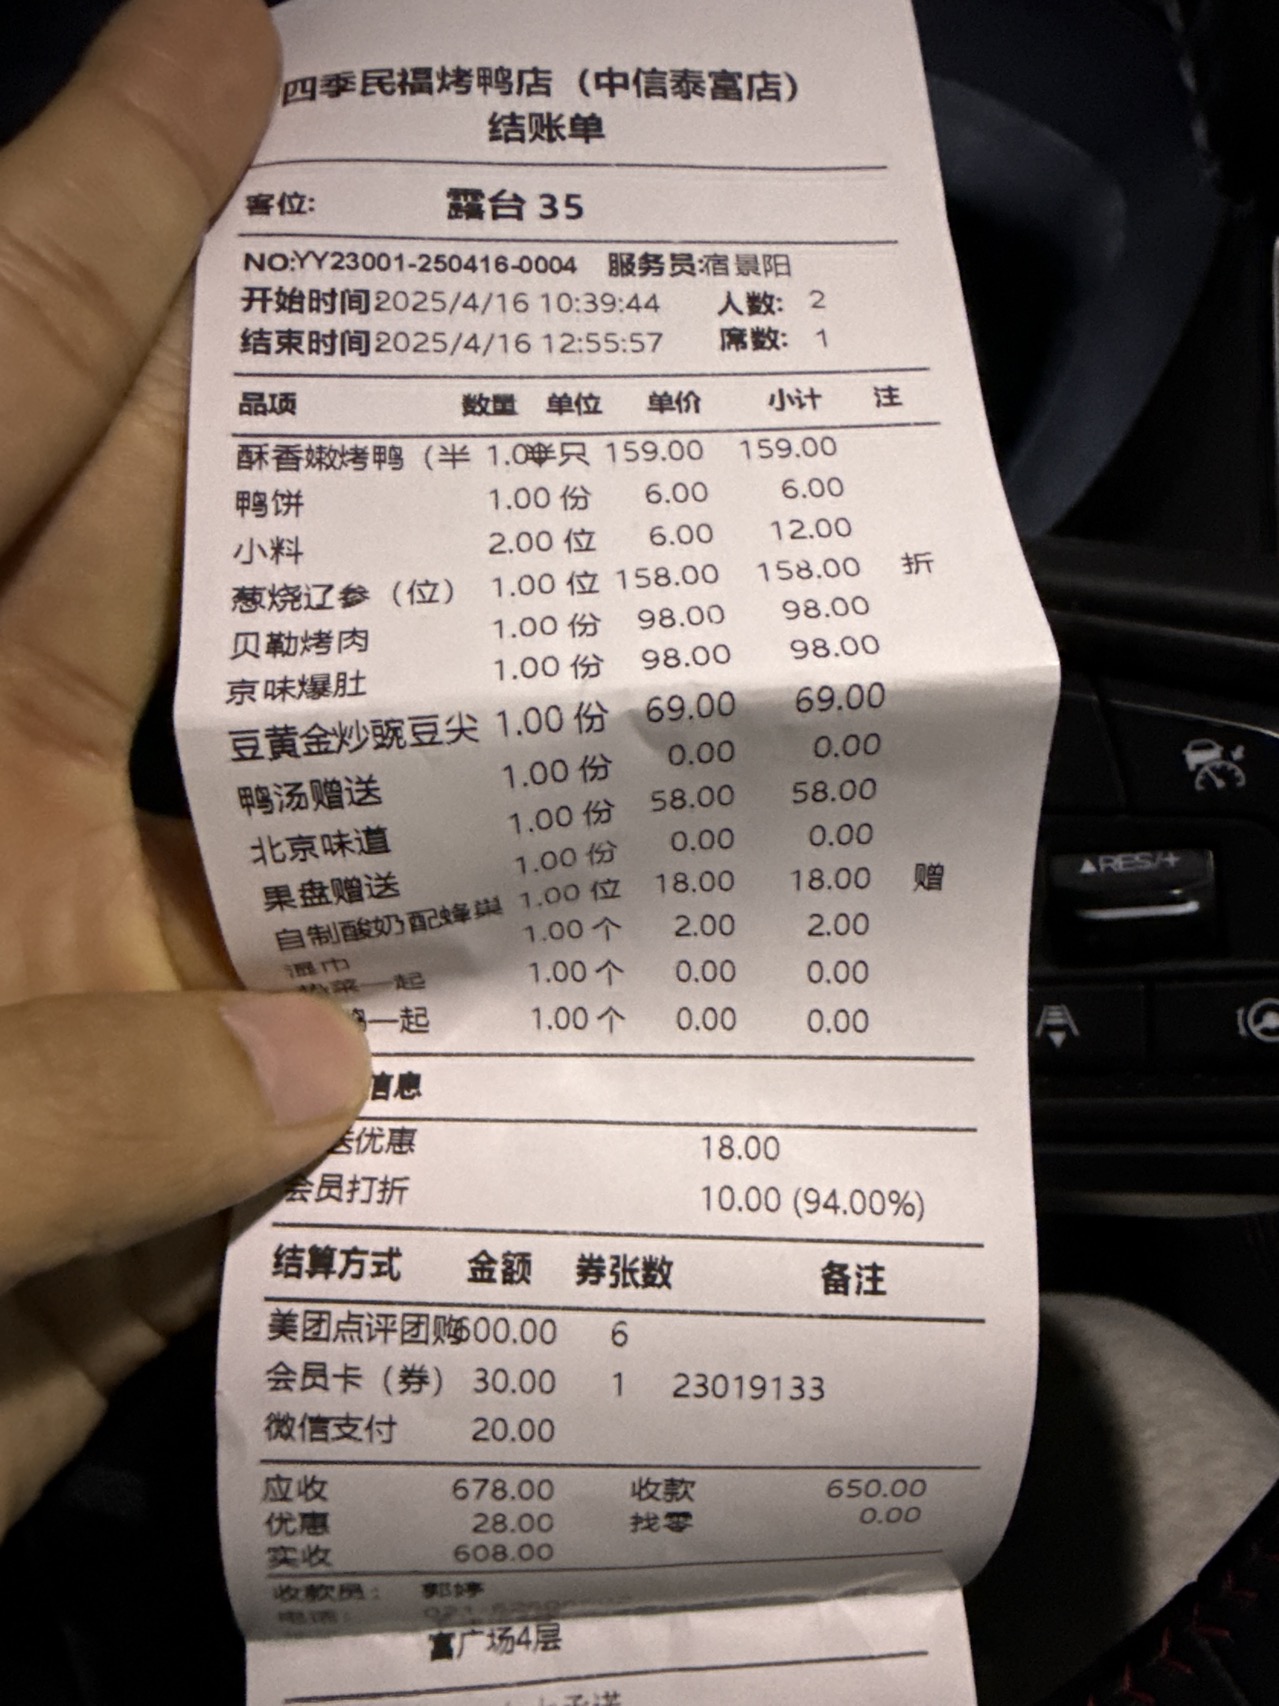 四季民福烤鸭店（中信泰富店）
结账单
客位: 露台 35
NO:YY23001-250416-0004 服务员:宿景阳
开始时间2025/4/16 10:39:44 人数: 2
结束时间2025/4/16 12:55:57 席数: 1
品项 数量 单位 单价 小计 注
酥香嫩烤鸭（半 1.00半只 159.00 159.00
鸭饼 1.00 份 6.00 6.00
小料 2.00 位 6.00 12.00
葱烧辽参（位） 1.00 位 158.00 158.00 折
贝勒烤肉 1.00 份 98.00 98.00
京味爆肚 1.00 份 98.00 98.00
豆黄金炒豌豆尖 1.00 份 69.00 69.00
鸭汤赠送 1.00 份 0.00 0.00
北京味道 1.00 份 58.00 58.00
果盘赠送 1.00 份 0.00 0.00
自制酸奶配蜂巢 1.00 位 18.00 18.00 赠
湿巾 1.00 个 2.00 2.00
菜一起 1.00 个 0.00 0.00
一起 1.00 个 0.00 0.00
信息
送优惠 18.00
会员打折 10.00 (94.00%)
结算方式 金额 券张数 备注
美团点评团购600.00 6
会员卡（券） 30.00 1 23019133
微信支付 20.00
应收 678.00 收款 650.00
优惠 28.00 找零 0.00
实收 608.00
收款员: 郭婷
电话:
富广场4层